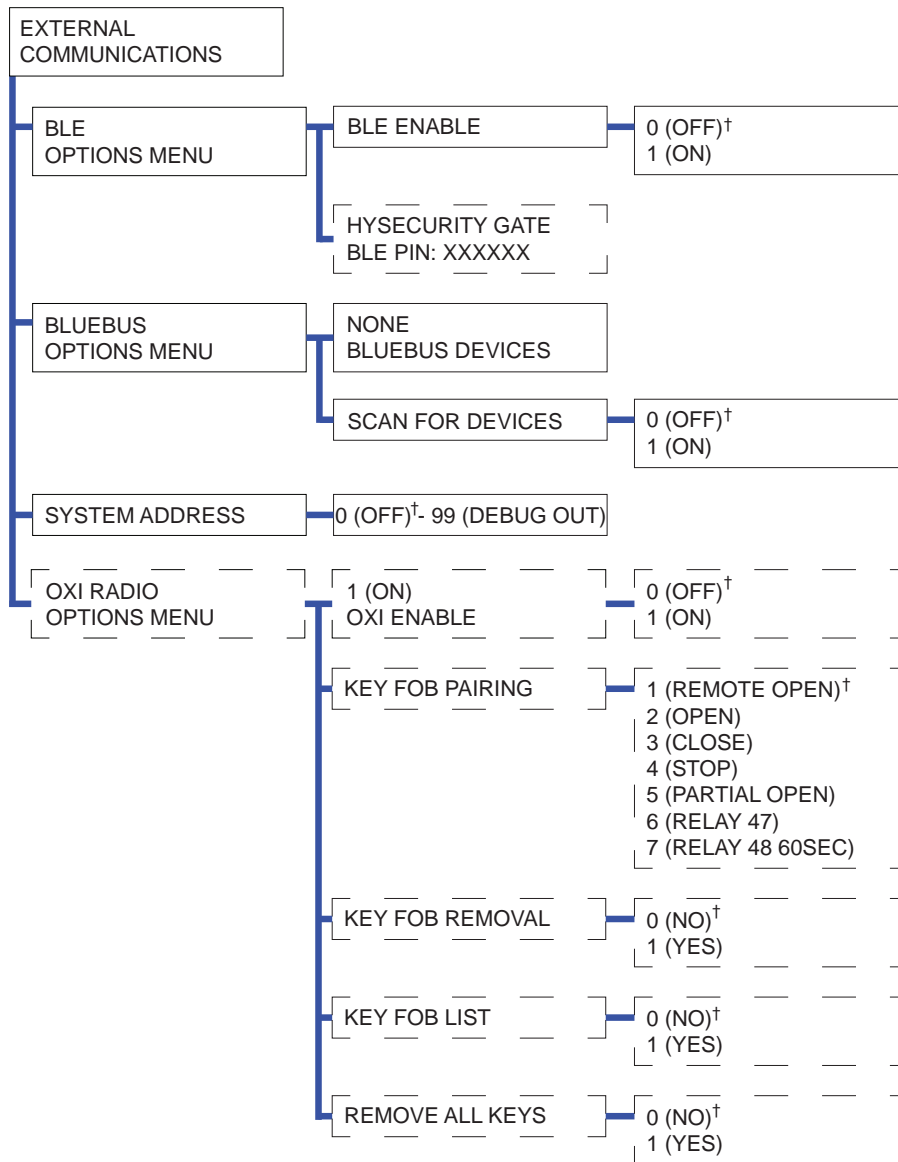 EXTERNAL
COMMUNICATIONS
BLE
OPTIONS MENU
BLE ENABLE
0 (OFF)†
1 (ON)
HYSECURITY GATE
BLE PIN: XXXXXX
BLUEBUS
OPTIONS MENU
NONE
BLUEBUS DEVICES
SCAN FOR DEVICES
0 (OFF)†
1 (ON)
SYSTEM ADDRESS
0 (OFF)†- 99 (DEBUG OUT)
OXI RADIO
OPTIONS MENU
1 (ON)
OXI ENABLE
0 (OFF)†
1 (ON)
KEY FOB PAIRING
1 (REMOTE OPEN)†
2 (OPEN)
3 (CLOSE)
4 (STOP)
5 (PARTIAL OPEN)
6 (RELAY 47)
7 (RELAY 48 60SEC)
KEY FOB REMOVAL
0 (NO)†
1 (YES)
KEY FOB LIST
0 (NO)†
1 (YES)
REMOVE ALL KEYS
0 (NO)†
1 (YES)